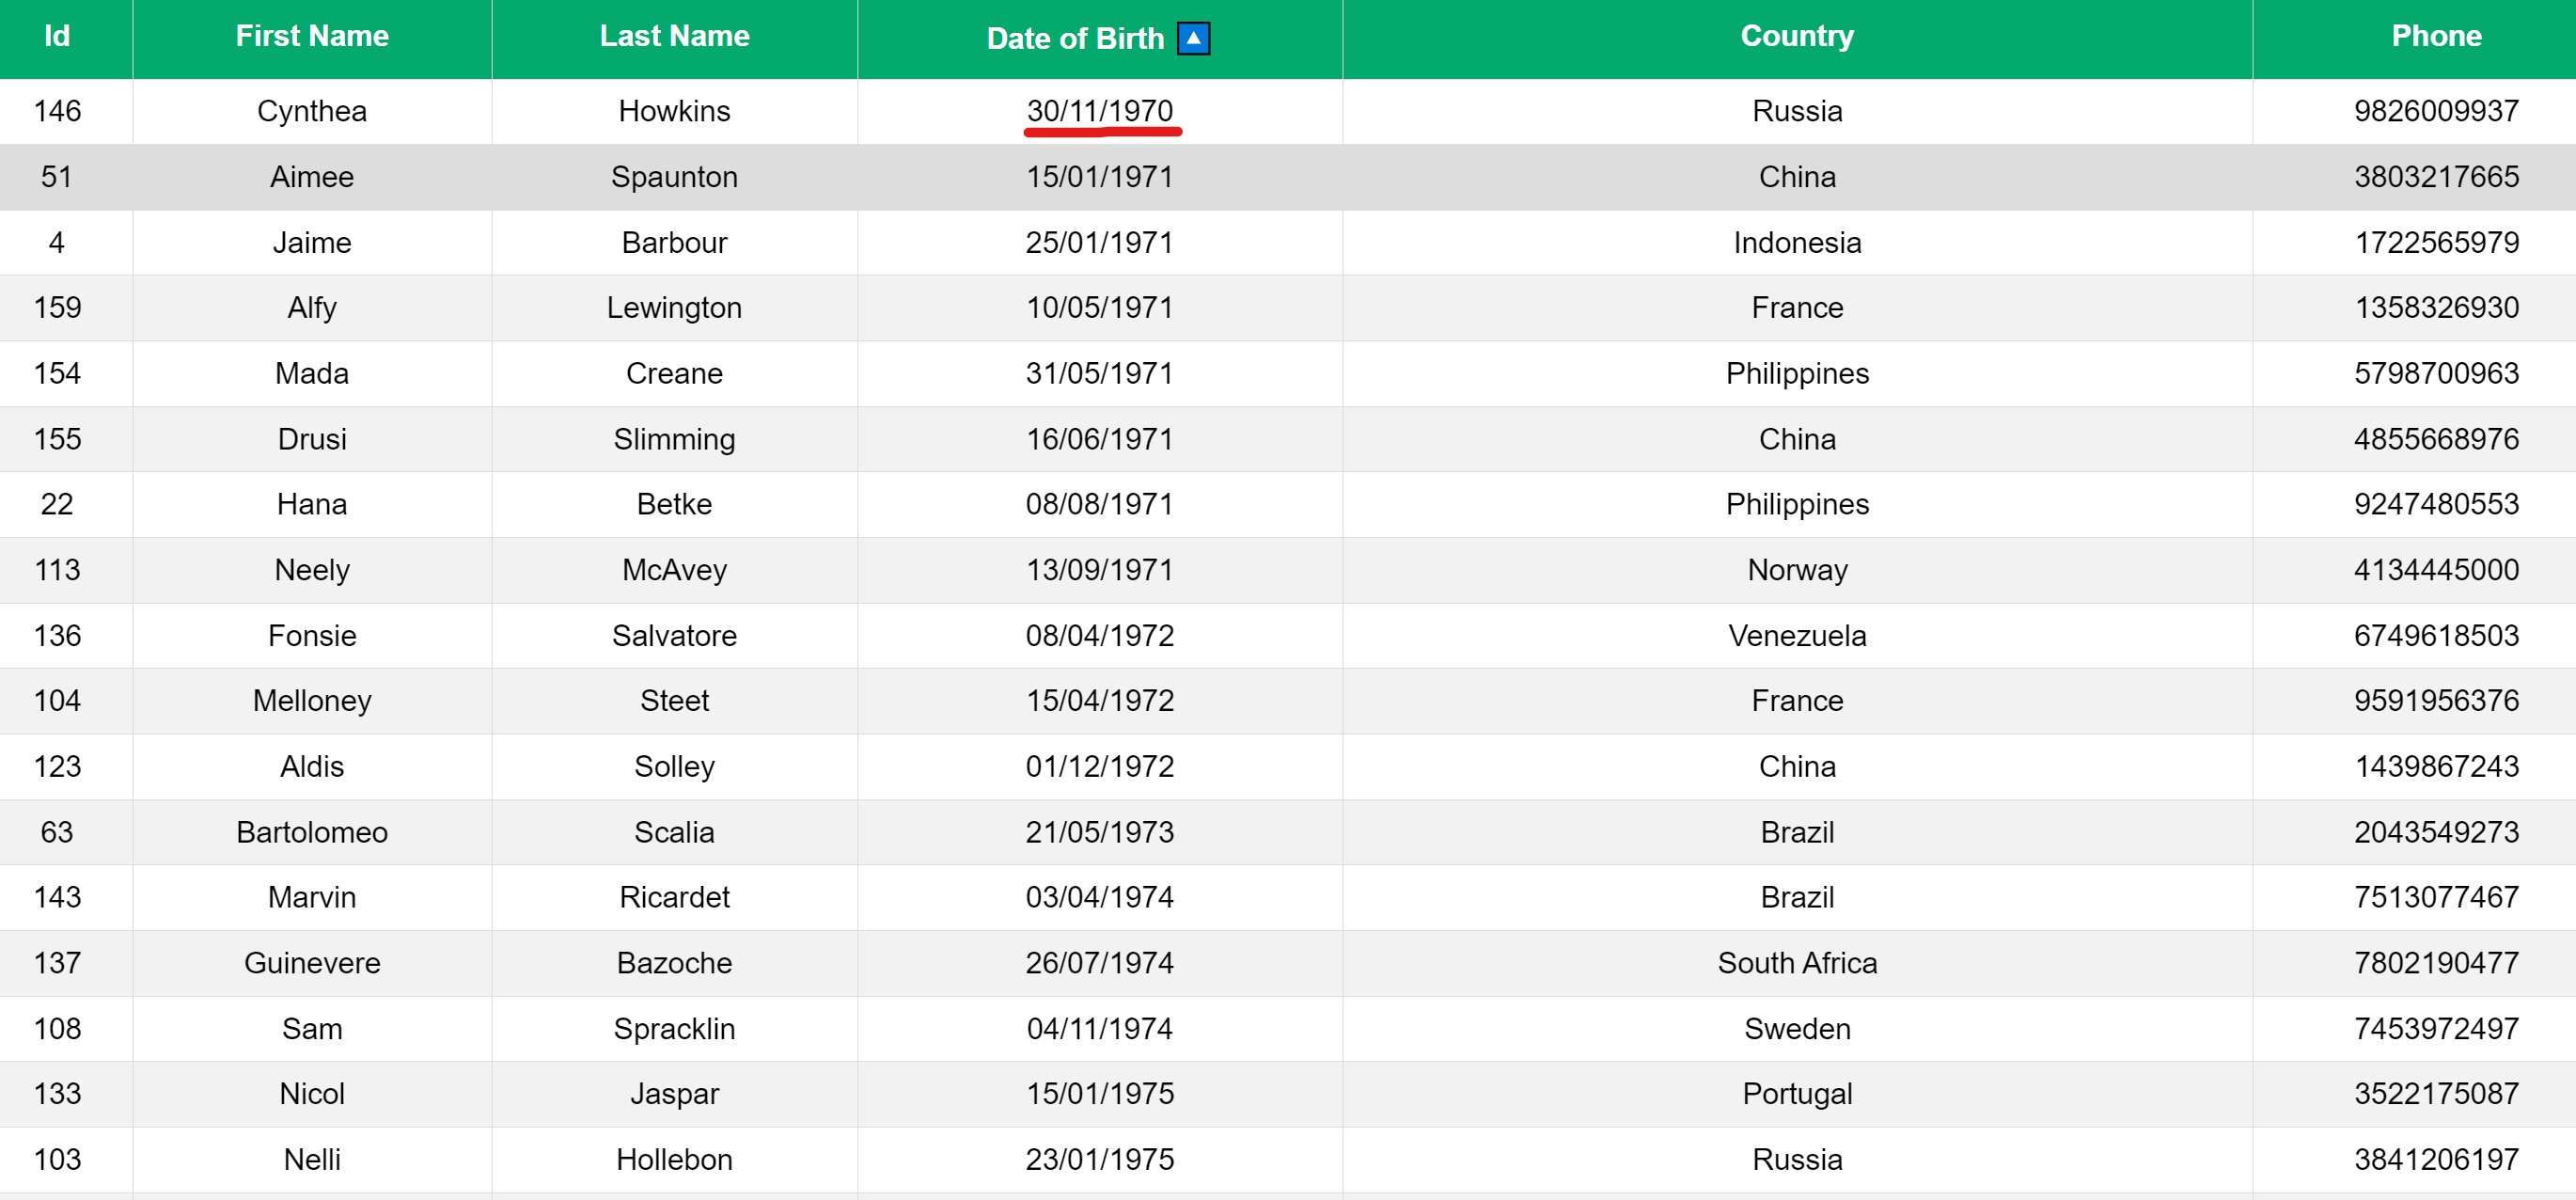 Id First Name Last Name Date of Birth Country Phone
146 Cynthea Howkins 30/11/1970 Russia 9826009937
51 Aimee Spaunton 15/01/1971 China 3803217665
4 Jaime Barbour 25/01/1971 Indonesia 1722565979
159 Alfy Lewington 10/05/1971 France 1358326930
154 Mada Creane 31/05/1971 Philippines 5798700963
155 Drusi Slimming 16/06/1971 China 4855668976
22 Hana Betke 08/08/1971 Philippines 9247480553
113 Neely McAvey 13/09/1971 Norway 4134445000
136 Fonsie Salvatore 08/04/1972 Venezuela 6749618503
104 Melloney Steet 15/04/1972 France 9591956376
123 Aldis Solley 01/12/1972 China 1439867243
63 Bartolomeo Scalia 21/05/1973 Brazil 2043549273
143 Marvin Ricardet 03/04/1974 Brazil 7513077467
137 Guinevere Bazoche 26/07/1974 South Africa 7802190477
108 Sam Spracklin 04/11/1974 Sweden 7453972497
133 Nicol Jaspar 15/01/1975 Portugal 3522175087
103 Nelli Hollebon 23/01/1975 Russia 3841206197